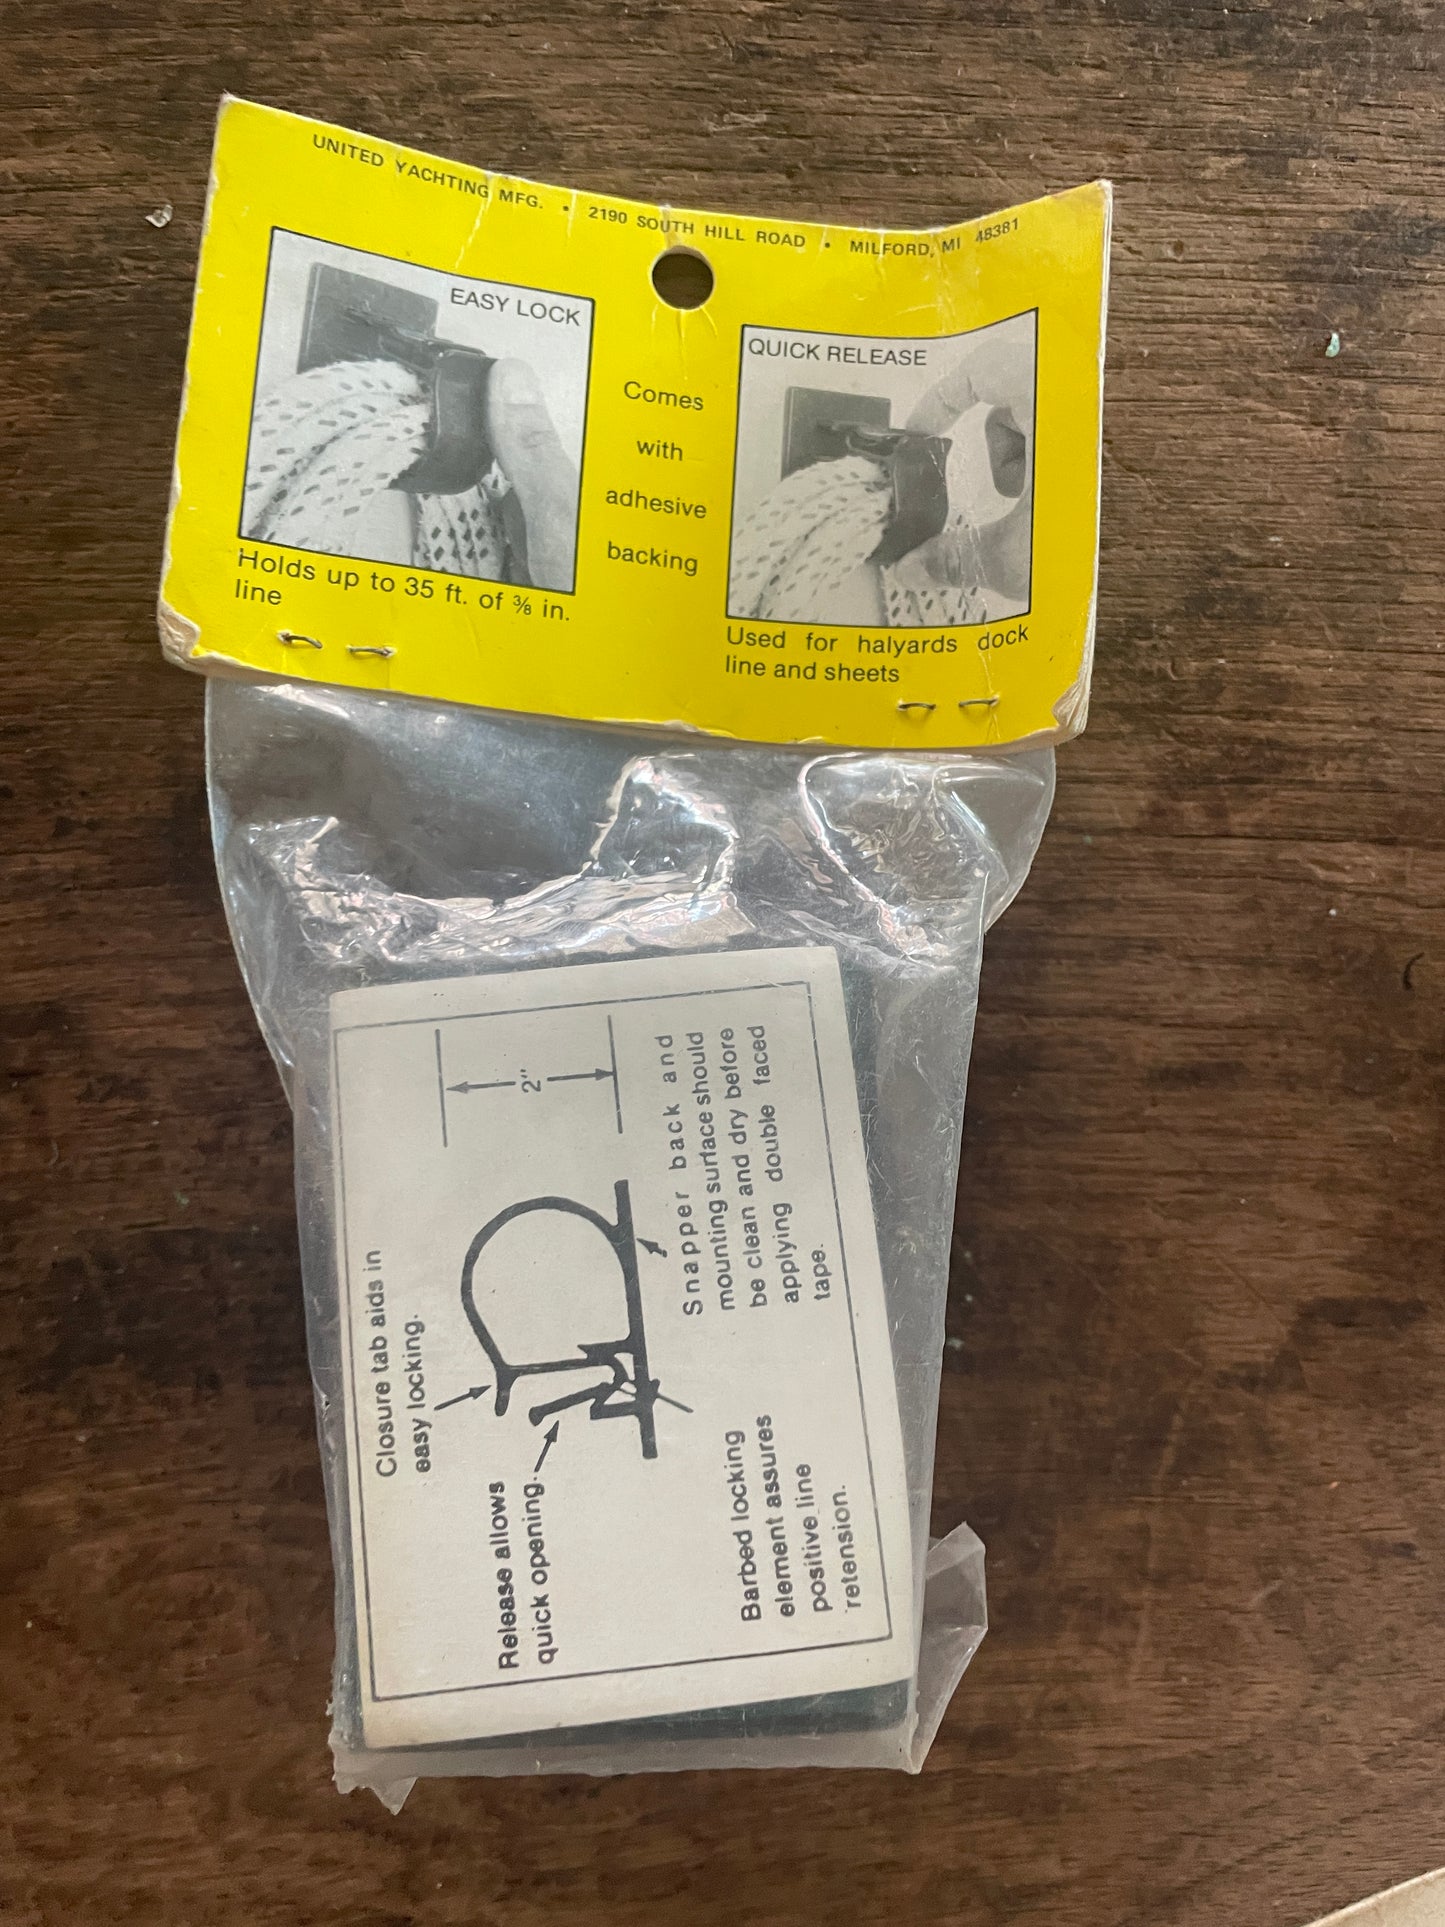 UNITED YACHTING MFG. • 2190 SOUTH HILL ROAD • MILFORD, MI 48381
EASY LOCK
Holds up to 35 ft. of ⅜ in.
line
Comes
with
adhesive
backing
QUICK RELEASE
Used for halyards dock
line and sheets
Closure tab aids in
easy locking.
2"
Release allows
quick opening.
Snapper back and
mounting surface should
be clean and dry before
applying double faced
tape.
Barbed locking
element assures
positive line
retension.